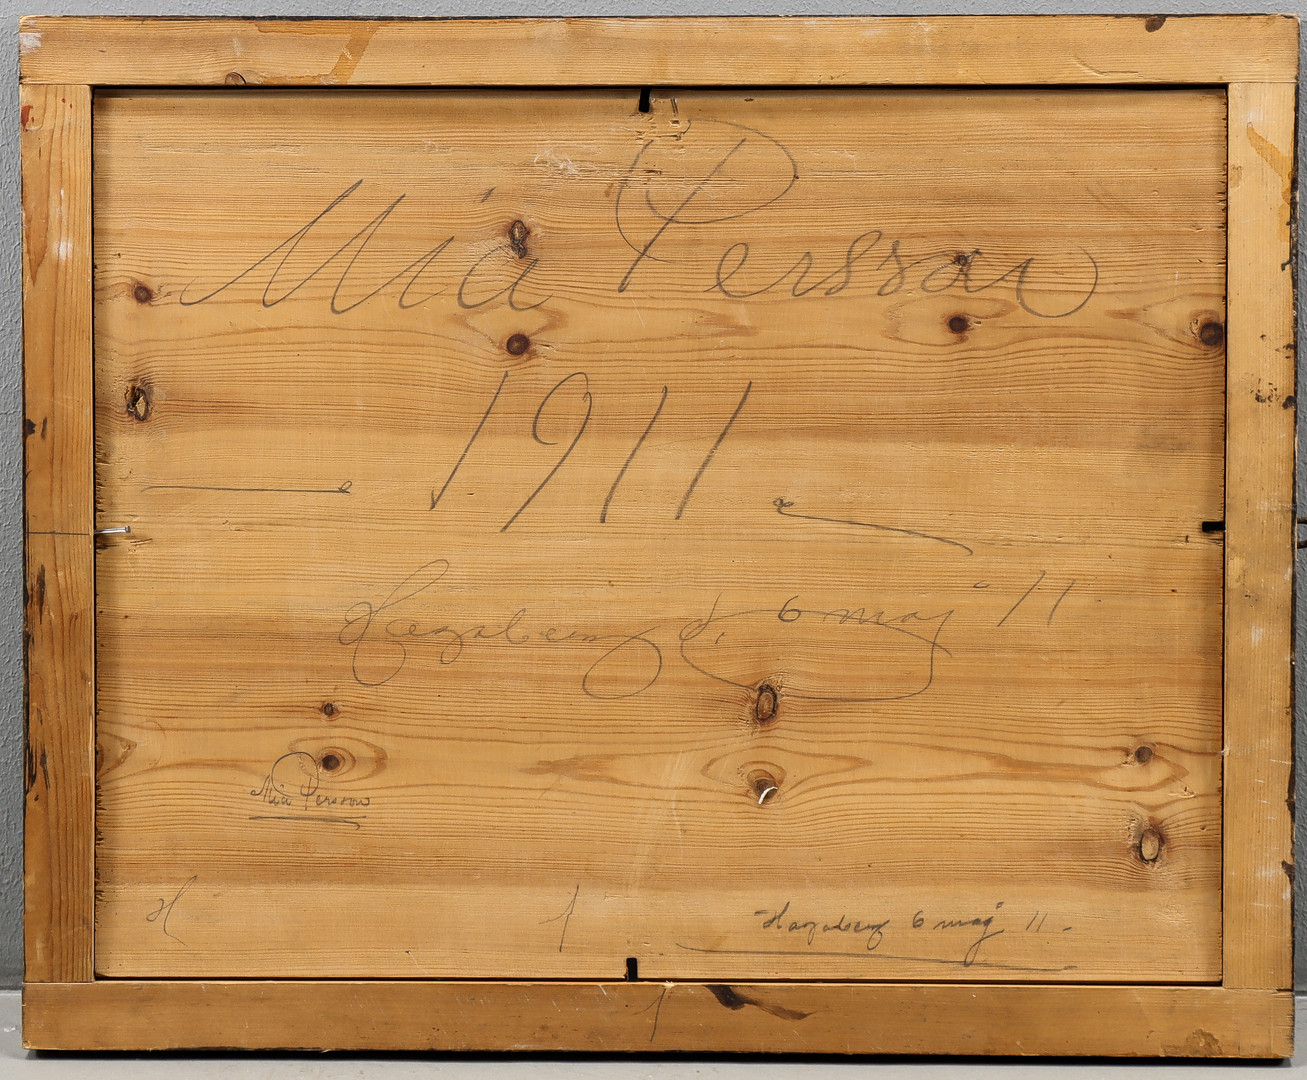 Mia Persson
1911.
Hagaberg d. 6 maj 11.
Mia Persson
H
Hagaberg 6 maj 11 -